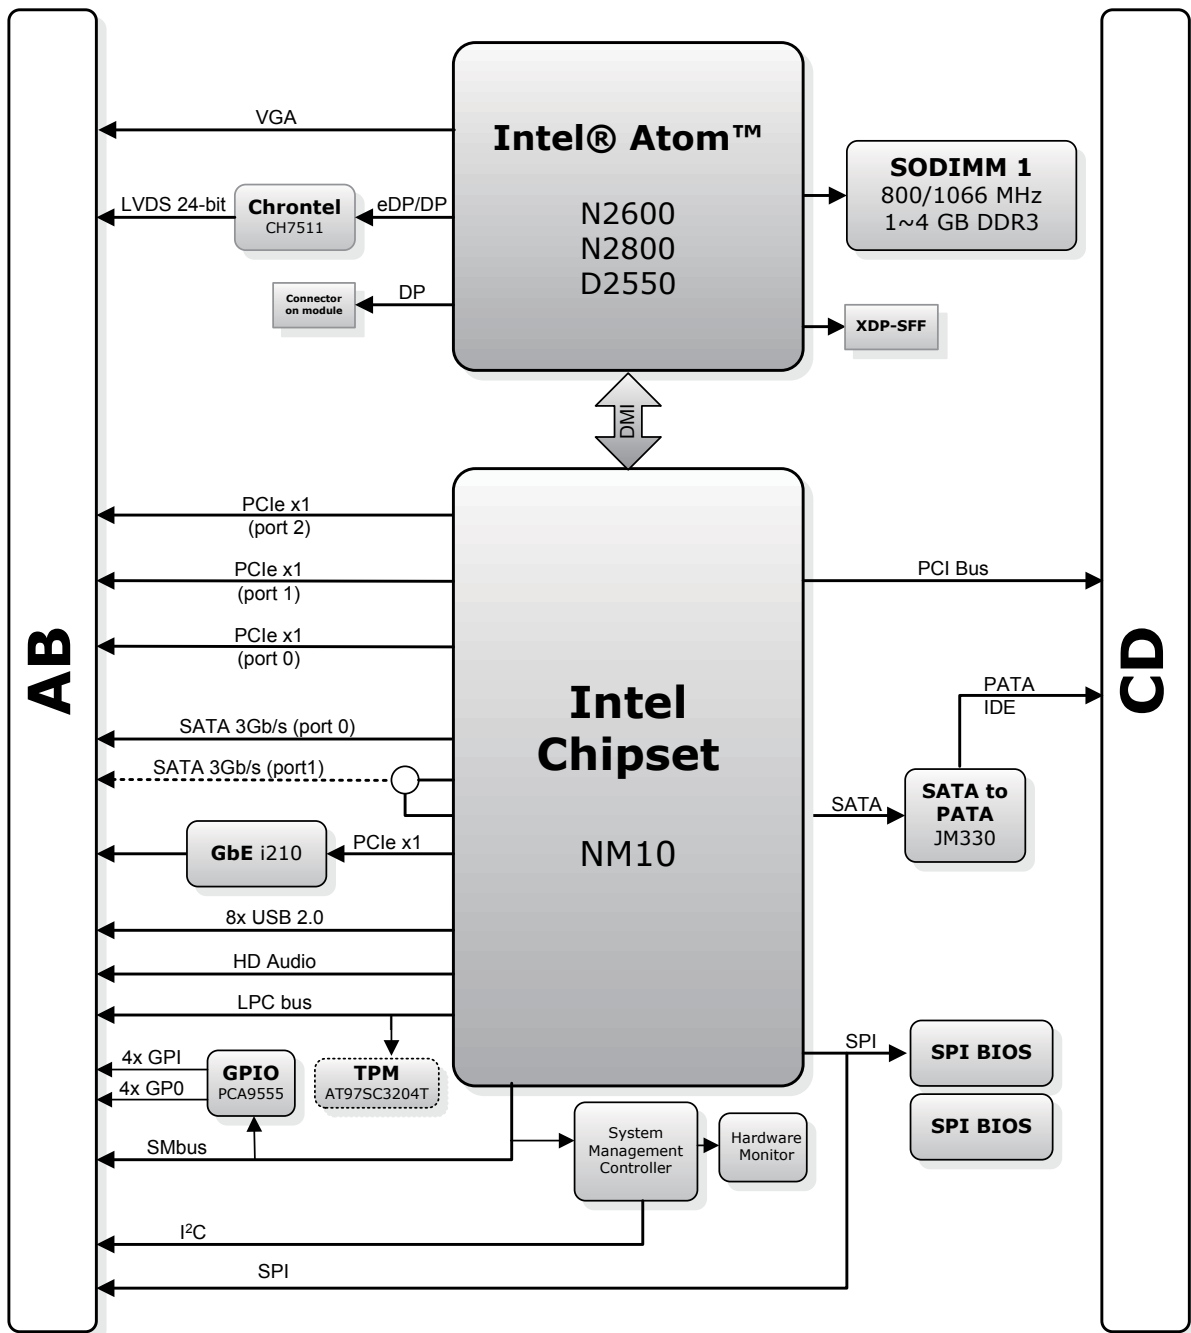 VGA
Intel® Atom™
N2600
N2800
D2550
SODIMM 1
800/1066 MHz
1~4 GB DDR3
LVDS 24-bit
Chrontel
CH7511
eDP/DP
Connector
on module
DP
XDP-SFF
DMI
PCIe x1
(port 2)
PCIe x1
(port 1)
PCI Bus
PCIe x1
(port 0)
AB
CD
Intel
Chipset
NM10
PATA
IDE
SATA 3Gb/s (port 0)
SATA 3Gb/s (port1)
SATA
SATA to
PATA
JM330
GbE i210
PCIe x1
8x USB 2.0
HD Audio
LPC bus
4x GPI
4x GP0
GPIO
PCA9555
TPM
AT97SC3204T
SPI
SPI BIOS
SPI BIOS
SMbus
System
Management
Controller
Hardware
Monitor
I²C
SPI